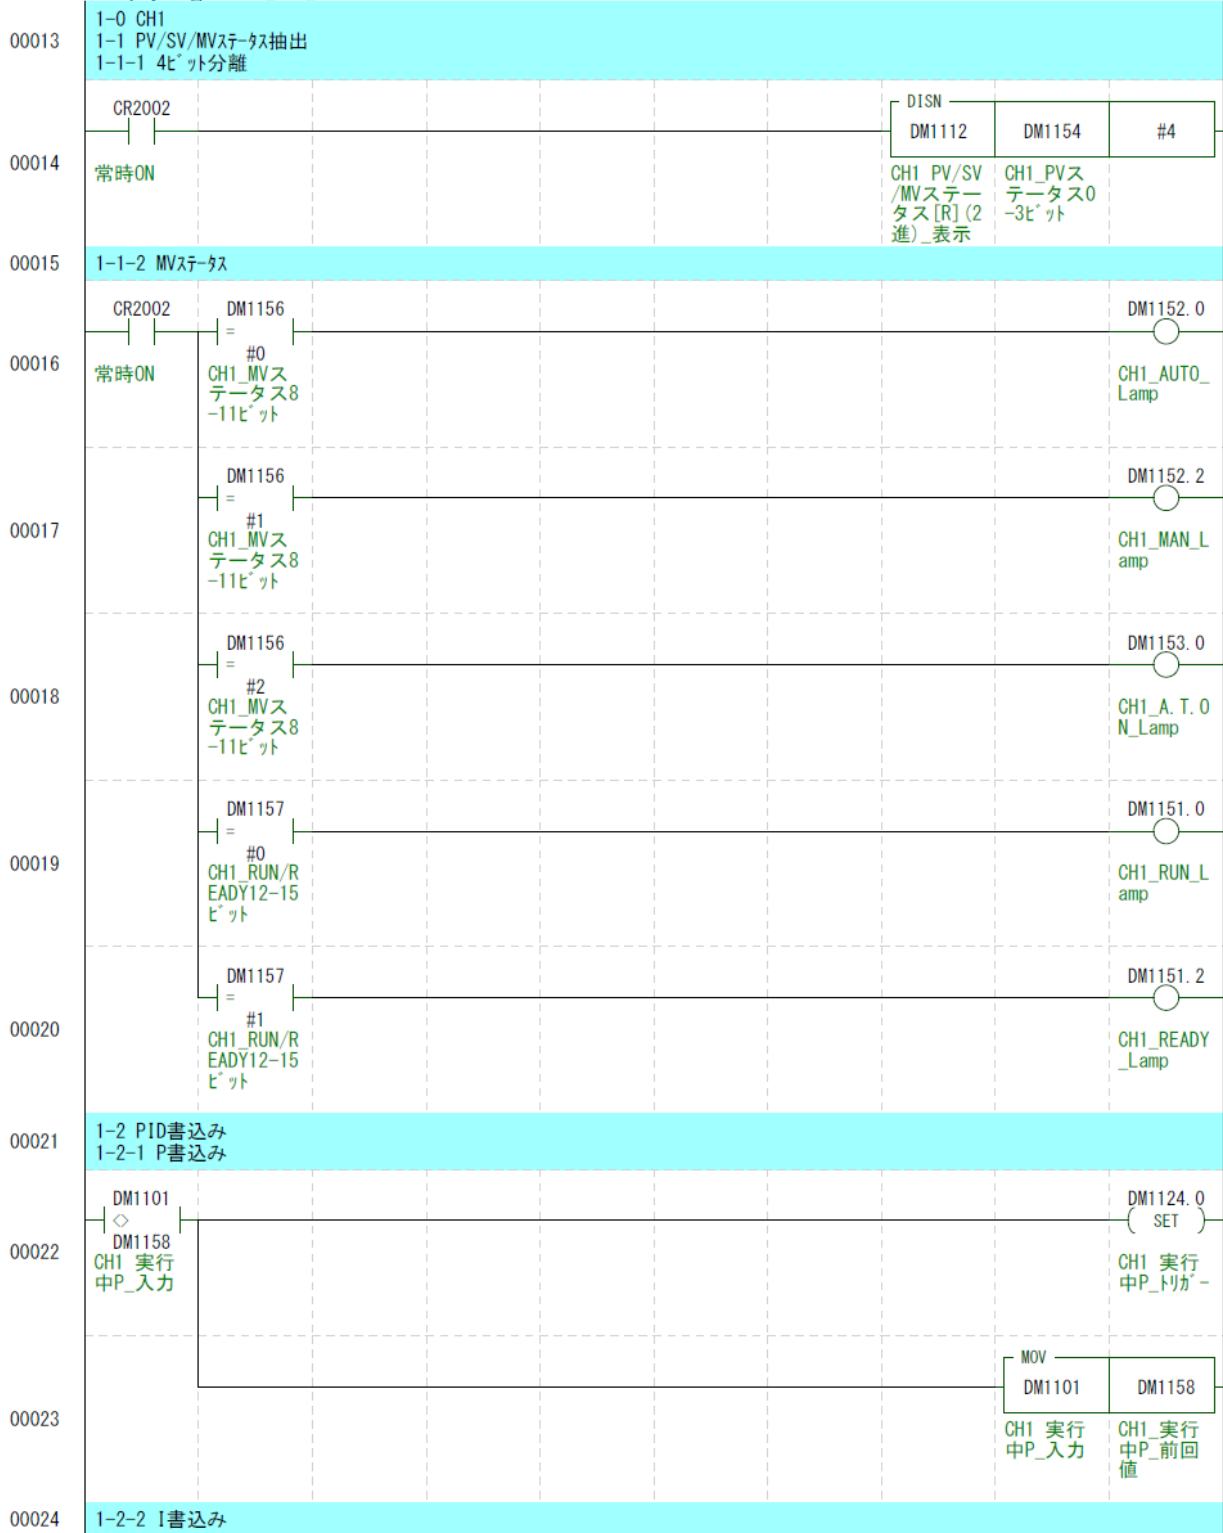 00013
1-0 CH1
1-1 PV/SV/MVｽﾃｰﾀｽ抽出
1-1-1 4ﾋﾞｯﾄ分離
00014
CR2002
常時ON
DISN
DM1112
DM1154
#4
CH1 PV/SV
/MVステー
タス[R](2
進)_表示
CH1_PVス
テータス0
-3ﾋﾞｯﾄ
00015
1-1-2 MVｽﾃｰﾀｽ
00016
CR2002
常時ON
DM1156
=
#0
CH1_MVス
テータス8
-11ﾋﾞｯﾄ
DM1152.0
CH1_AUTO_
Lamp
00017
DM1156
=
#1
CH1_MVス
テータス8
-11ﾋﾞｯﾄ
DM1152.2
CH1_MAN_L
amp
00018
DM1156
=
#2
CH1_MVス
テータス8
-11ﾋﾞｯﾄ
DM1153.0
CH1_A.T.O
N_Lamp
00019
DM1157
=
#0
CH1_RUN/R
EADY12-15
ﾋﾞｯﾄ
DM1151.0
CH1_RUN_L
amp
00020
DM1157
=
#1
CH1_RUN/R
EADY12-15
ﾋﾞｯﾄ
DM1151.2
CH1_READY
_Lamp
00021
1-2 PID書込み
1-2-1 P書込み
00022
DM1101
<>
DM1158
CH1 実行
中P_入力
DM1124.0
SET
CH1 実行
中P_ﾄﾘｶﾞｰ
00023
MOV
DM1101
DM1158
CH1 実行
中P_入力
CH1_実行
中P_前回
値
00024
1-2-2 I書込み